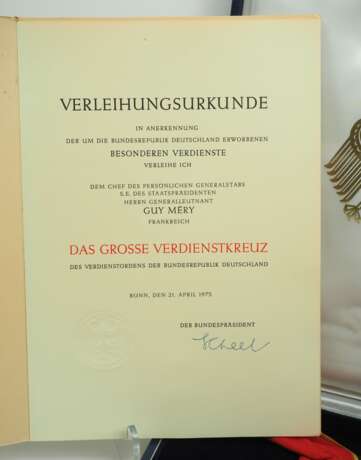 VERLEIHUNGSURKUNDE
IN ANERKENNUNG
DER UM DIE BUNDESREPUBLIK DEUTSCHLAND ERWORBENEN
BESONDEREN VERDIENSTE
VERLEIHE ICH
DEM CHEF DES PERSÖNLICHEN GENERALSTABS
S.E. DES STAATSPRÄSIDENTEN
HERRN GENERALLEUTNANT
GUY MÉRY
FRANKREICH
DAS GROSSE VERDIENSTKREUZ
DES VERDIENSTORDENS DER BUNDESREPUBLIK DEUTSCHLAND
BONN, DEN 21. APRIL 1975
DER BUNDESPRÄSIDENT
Scheel